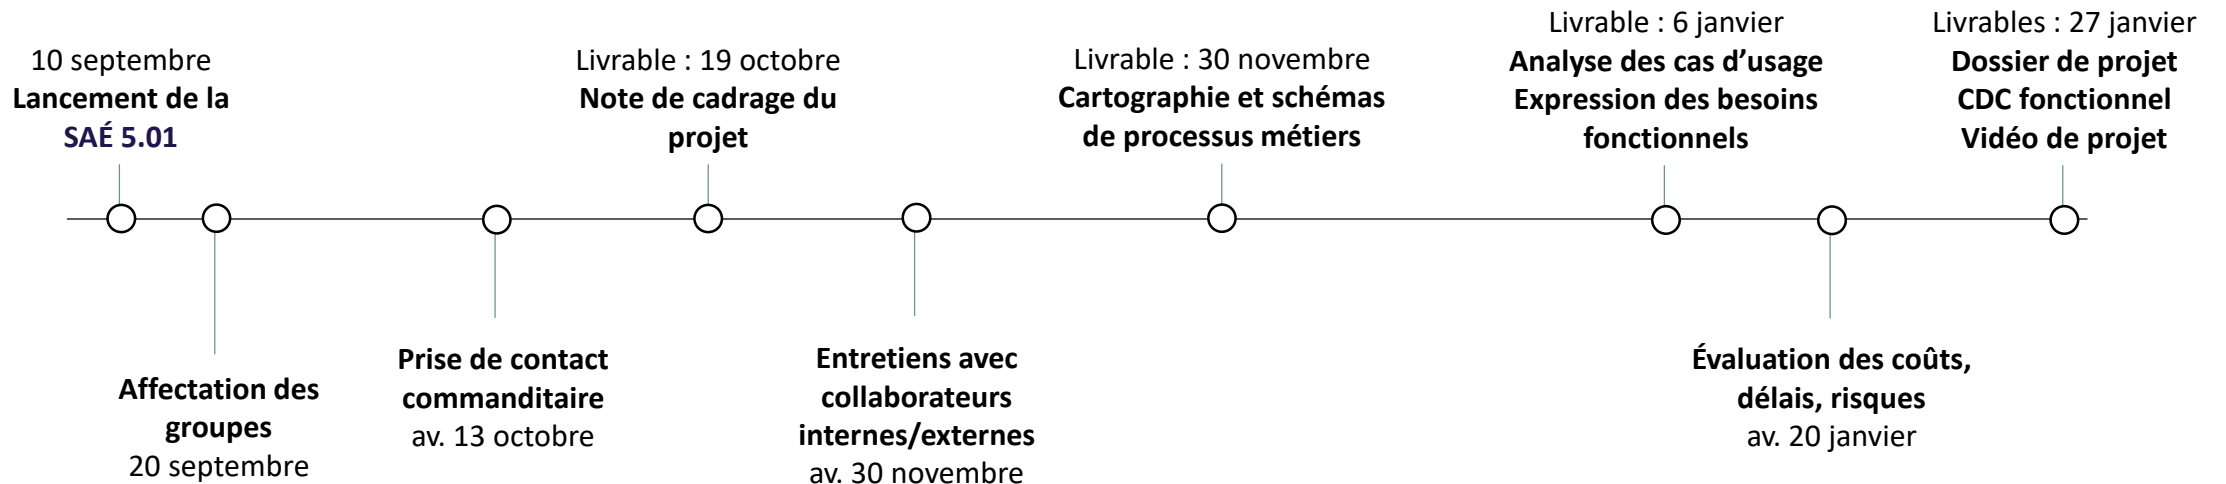 10 septembre
Lancement de la
SAÉ 5.01
Livrable : 19 octobre
Note de cadrage du
projet
Livrable : 30 novembre
Cartographie et schémas
de processus métiers
Livrable : 6 janvier
Analyse des cas d’usage
Expression des besoins
fonctionnels
Livrables : 27 janvier
Dossier de projet
CDC fonctionnel
Vidéo de projet
Affectation des
groupes
20 septembre
Prise de contact
commanditaire
av. 13 octobre
Entretiens avec
collaborateurs
internes/externes
av. 30 novembre
Évaluation des coûts,
délais, risques
av. 20 janvier